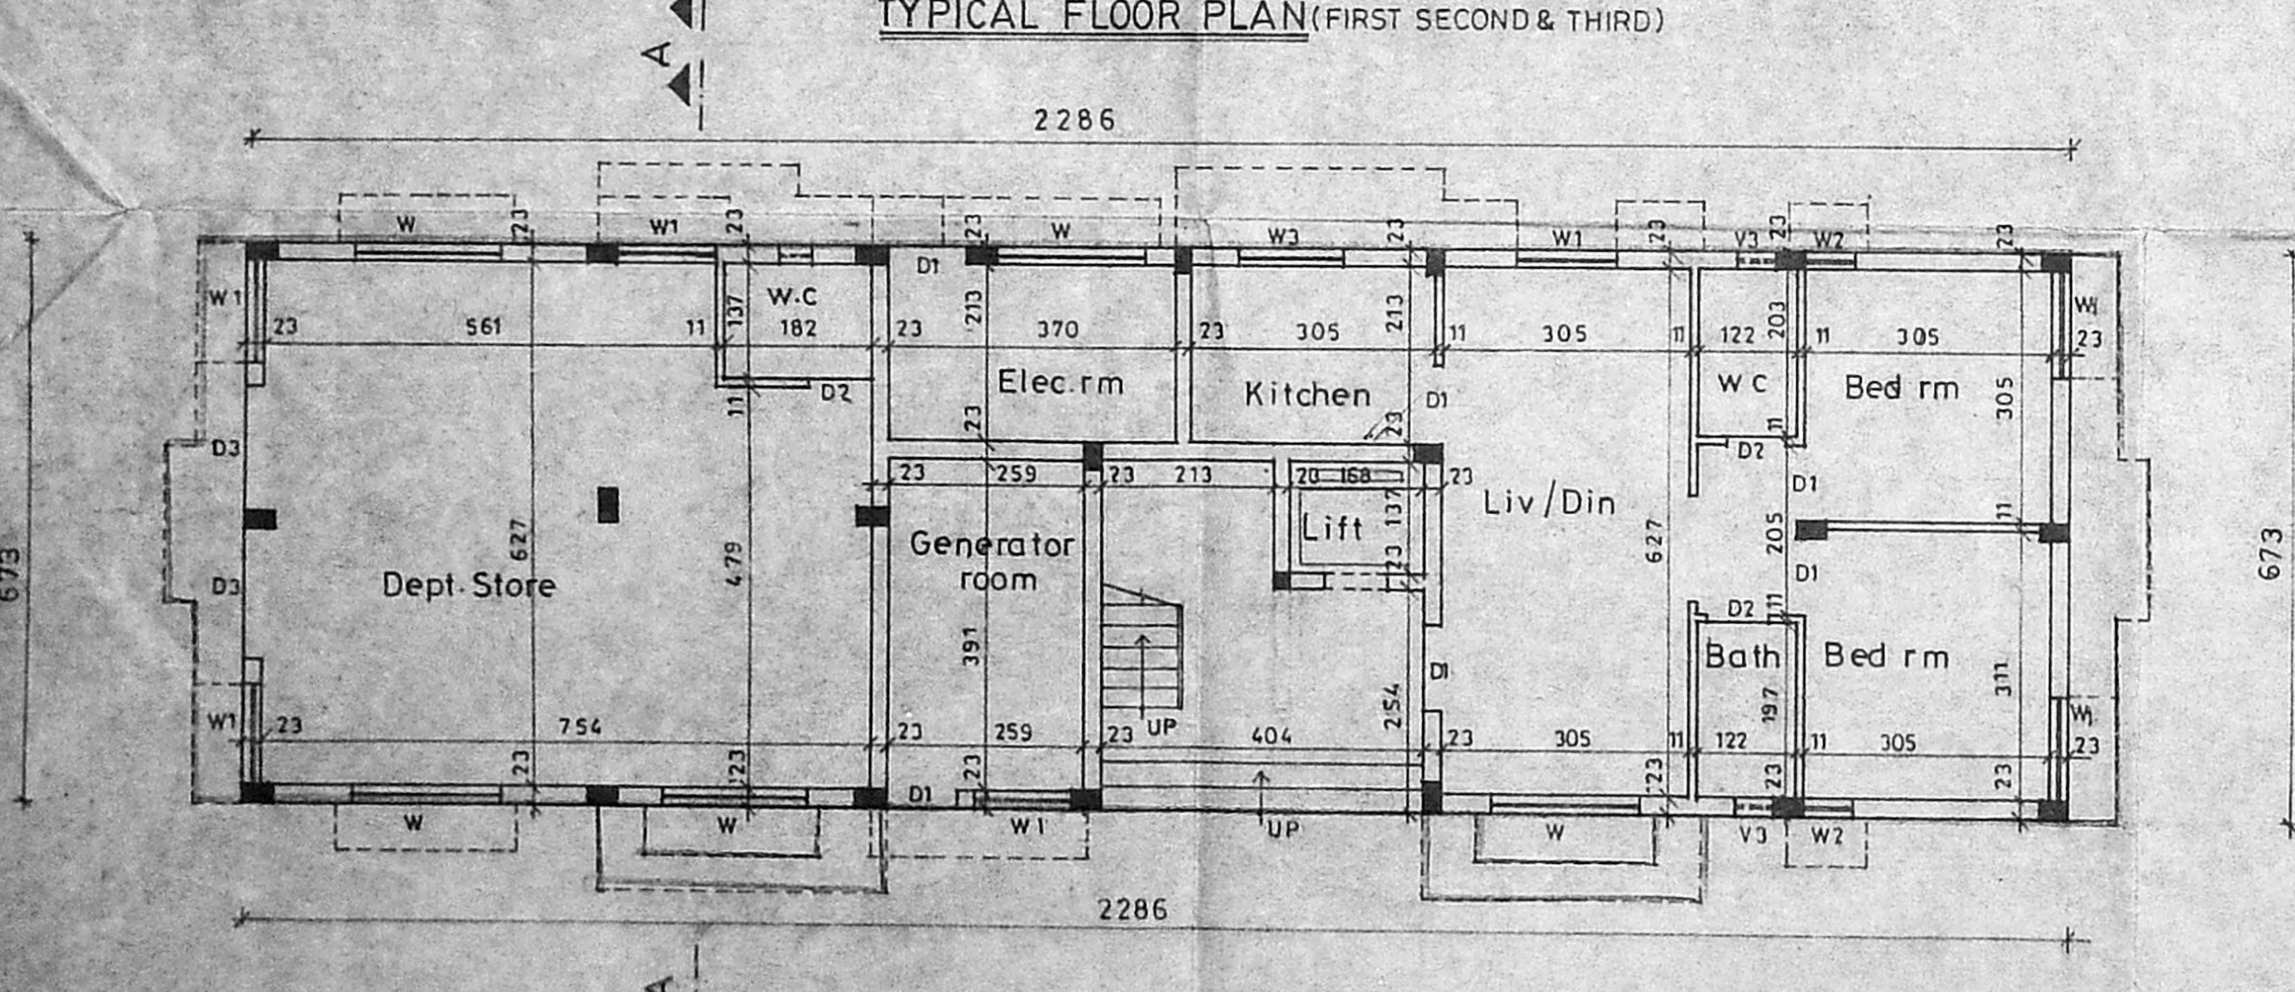 TYPICAL FLOOR PLAN (FIRST SECOND & THIRD)
A
2286
W 23 W1 23 23 W W3 23 W1 23 V3 23 W2 23
D1
W1 W.C W1
137 213 213 203
23 561 11 182 23 370 23 305 11 305 11 122 11 305 23
Elec.rm Kitchen W C Bed rm
11 D2 D1 305
23 23 11
D3 D2
23 259 23 213 20 168 23 D1
137
Liv/Din
Lift
11
673 627 479 Generator 627 205 673
room
Dept. Store 23
D3 D1
D2 11
391 Bath Bed rm
D1 311
254 197
W1 W1
23 754 23 259 23 UP 404 23 305 11 122 11 305 23
23 23 23 23 23 23
D1
W W W1 UP W V3 W2
2286
A